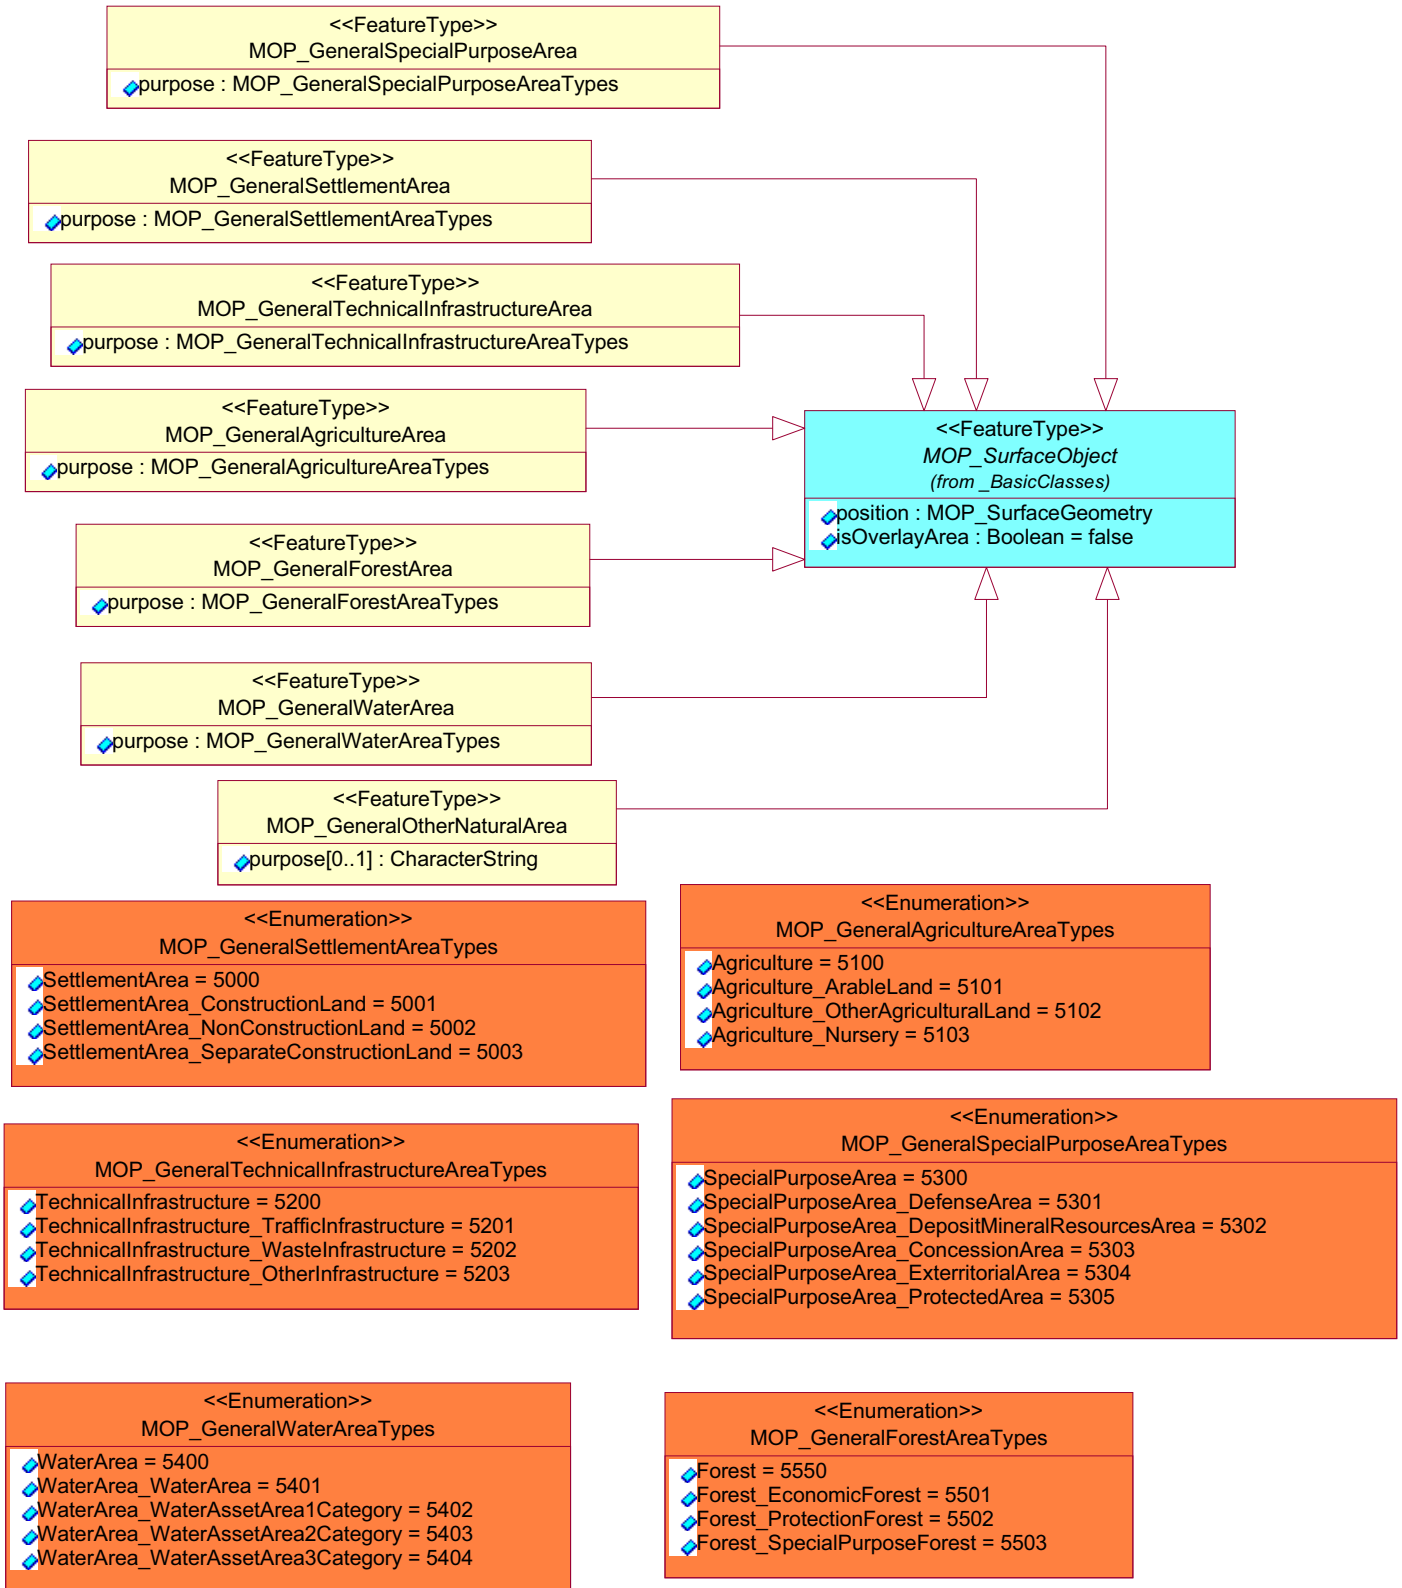 <<FeatureType>>
MOP_GeneralSpecialPurposeArea
purpose : MOP_GeneralSpecialPurposeAreaTypes
<<FeatureType>>
MOP_GeneralSettlementArea
purpose : MOP_GeneralSettlementAreaTypes
<<FeatureType>>
MOP_GeneralTechnicalInfrastructureArea
purpose : MOP_GeneralTechnicalInfrastructureAreaTypes
<<FeatureType>>
MOP_GeneralAgricultureArea
purpose : MOP_GeneralAgricultureAreaTypes
<<FeatureType>>
MOP_SurfaceObject
(from _BasicClasses)
position : MOP_SurfaceGeometry
isOverlayArea : Boolean = false
<<FeatureType>>
MOP_GeneralForestArea
purpose : MOP_GeneralForestAreaTypes
<<FeatureType>>
MOP_GeneralWaterArea
purpose : MOP_GeneralWaterAreaTypes
<<FeatureType>>
MOP_GeneralOtherNaturalArea
purpose[0..1] : CharacterString
<<Enumeration>>
MOP_GeneralSettlementAreaTypes
SettlementArea = 5000
SettlementArea_ConstructionLand = 5001
SettlementArea_NonConstructionLand = 5002
SettlementArea_SeparateConstructionLand = 5003
<<Enumeration>>
MOP_GeneralAgricultureAreaTypes
Agriculture = 5100
Agriculture_ArableLand = 5101
Agriculture_OtherAgriculturalLand = 5102
Agriculture_Nursery = 5103
<<Enumeration>>
MOP_GeneralTechnicalInfrastructureAreaTypes
TechnicalInfrastructure = 5200
TechnicalInfrastructure_TrafficInfrastructure = 5201
TechnicalInfrastructure_WasteInfrastructure = 5202
TechnicalInfrastructure_OtherInfrastructure = 5203
<<Enumeration>>
MOP_GeneralSpecialPurposeAreaTypes
SpecialPurposeArea = 5300
SpecialPurposeArea_DefenseArea = 5301
SpecialPurposeArea_DepositMineralResourcesArea = 5302
SpecialPurposeArea_ConcessionArea = 5303
SpecialPurposeArea_ExterritorialArea = 5304
SpecialPurposeArea_ProtectedArea = 5305
<<Enumeration>>
MOP_GeneralWaterAreaTypes
WaterArea = 5400
WaterArea_WaterArea = 5401
WaterArea_WaterAssetArea1Category = 5402
WaterArea_WaterAssetArea2Category = 5403
WaterArea_WaterAssetArea3Category = 5404
<<Enumeration>>
MOP_GeneralForestAreaTypes
Forest = 5550
Forest_EconomicForest = 5501
Forest_ProtectionForest = 5502
Forest_SpecialPurposeForest = 5503